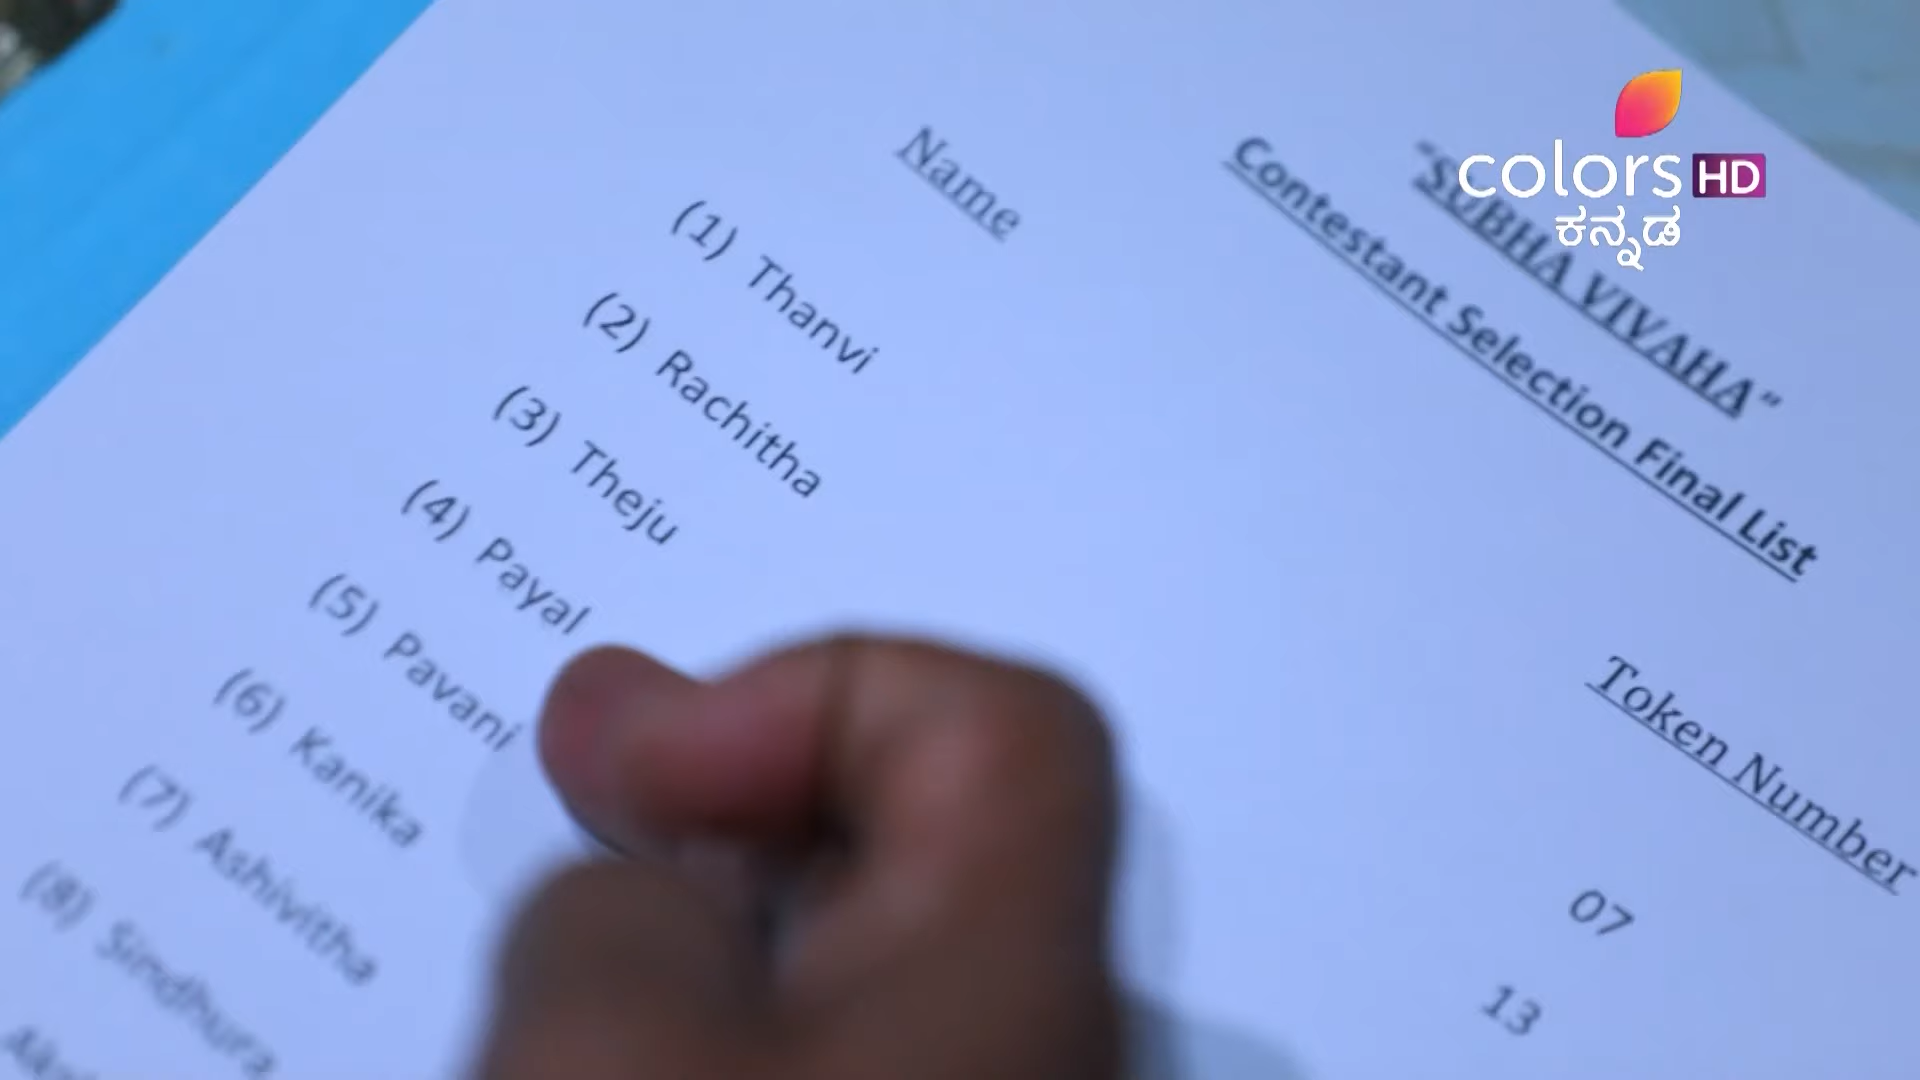 colors HD
ಕನ್ನಡ
"SUBHA VIVAHA"
Contestant Selection Final List
Name Token Number
(1) Thanvi 07
(2) Rachitha 13
(3) Theju
(4) Payal
(5) Pavani
(6) Kanika
(7) Ashivitha
(8) Sindhura